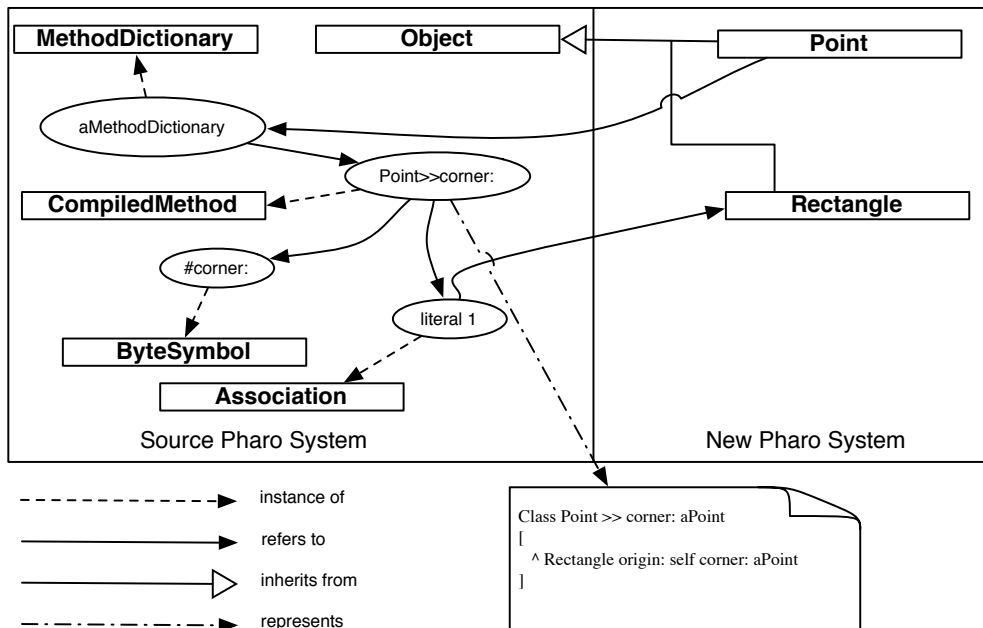 MethodDictionary
Object
Point
aMethodDictionary
Point>>corner:
CompiledMethod
Rectangle
#corner:
literal 1
ByteSymbol
Association
Source Pharo System
New Pharo System
instance of
refers to
inherits from
represents
Class Point >> corner: aPoint
[
^ Rectangle origin: self corner: aPoint
]